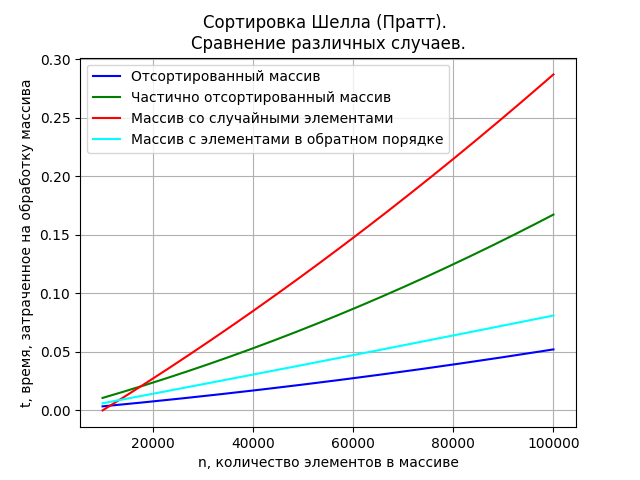 Сортировка Шелла (Пратт).
Сравнение различных случаев.
Отсортированный массив
Частично отсортированный массив
Массив со случайными элементами
Массив с элементами в обратном порядке
t, время, затраченное на обработку массива
0.30
0.25
0.20
0.15
0.10
0.05
0.00
20000
40000
60000
80000
100000
n, количество элементов в массиве